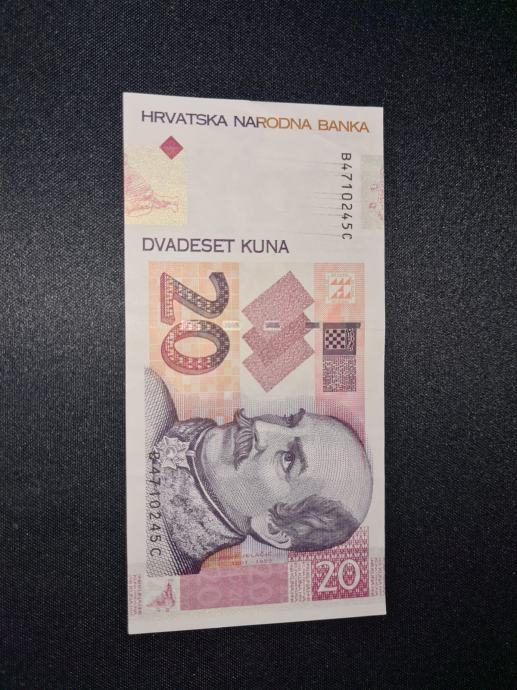 HRVATSKA NARODNA BANKA
B4710245C
DVADESET KUNA
20
B4710245C
20